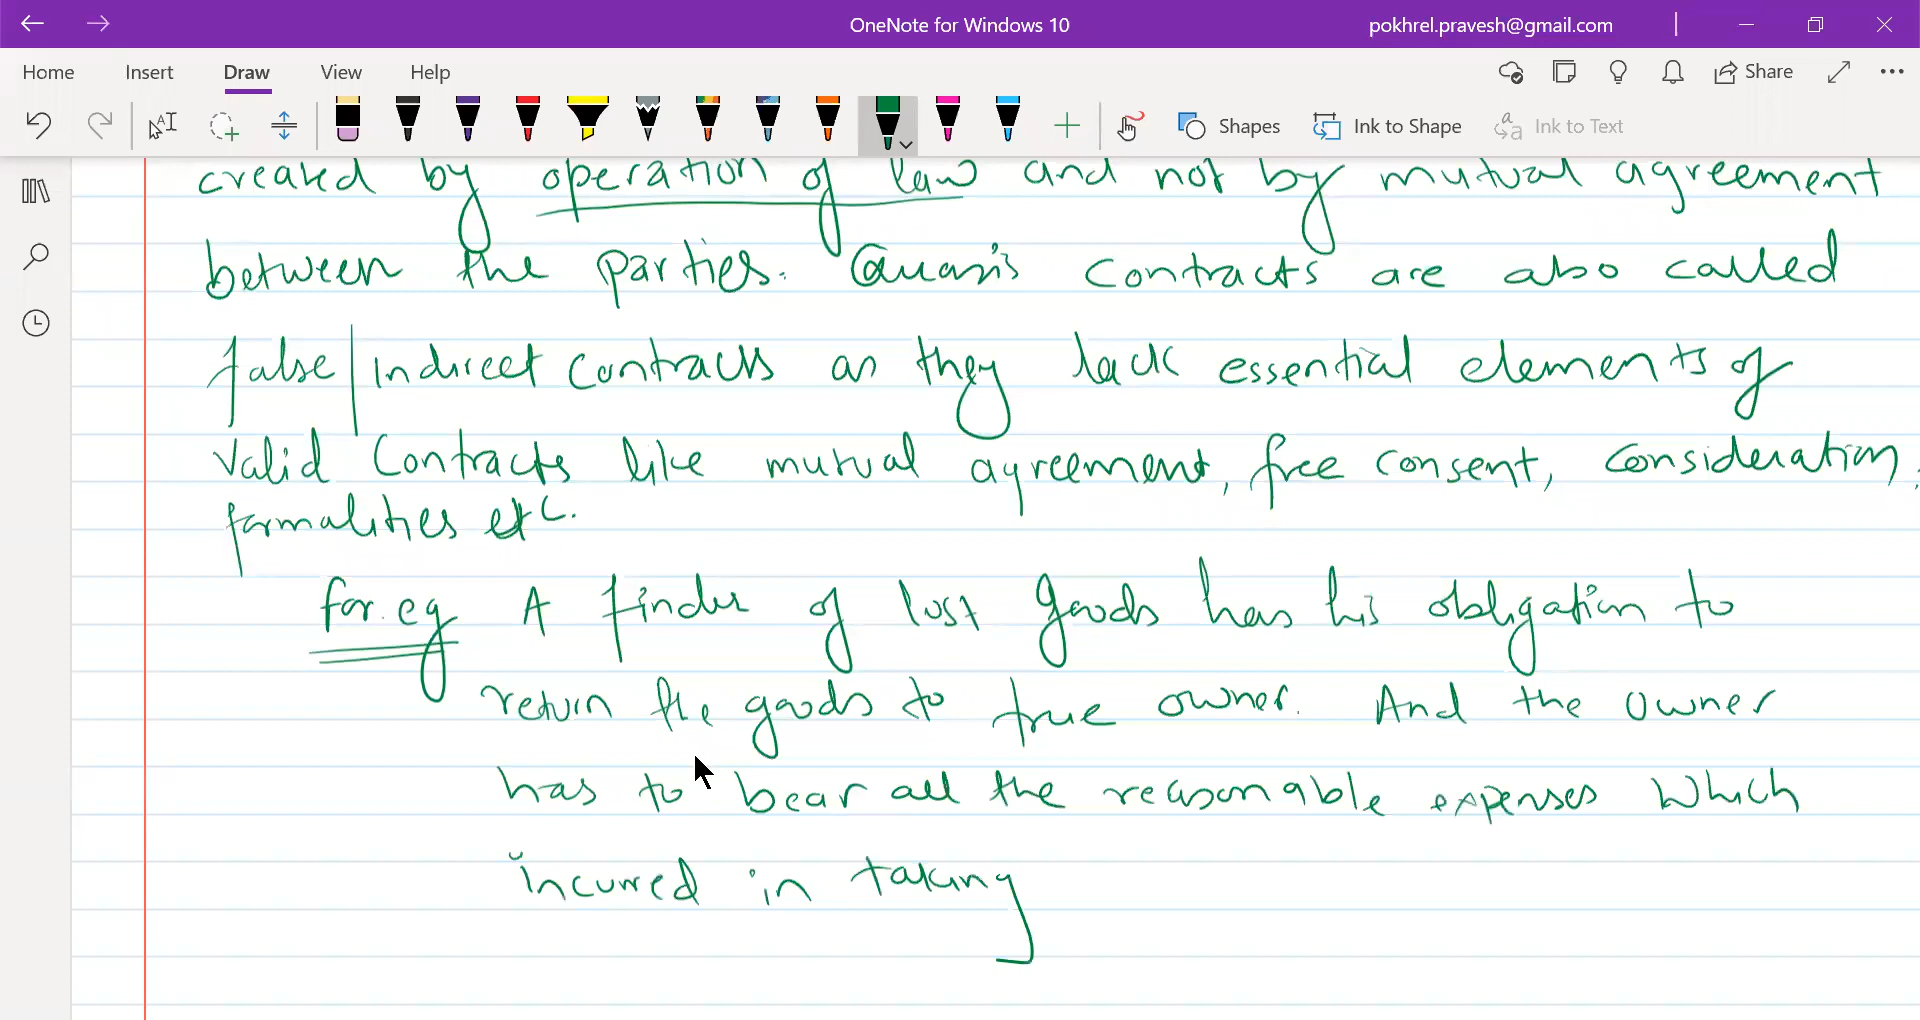 OneNote for Windows 10
pokhrel.pravesh@gmail.com
Home Insert Draw View Help
Share
Shapes Ink to Shape Ink to Text
created by operation of law and not by mutual agreement
between the parties. Quasi's contracts are also called
false/indirect contracts as they lack essential elements of
valid contracts like mutual agreement, free consent, consideration,
formalities etc.
for.eg A finder of lost goods has his obligation to
return the goods to true owner. And the owner
has to bear all the reasonable expenses which
incurred in taking